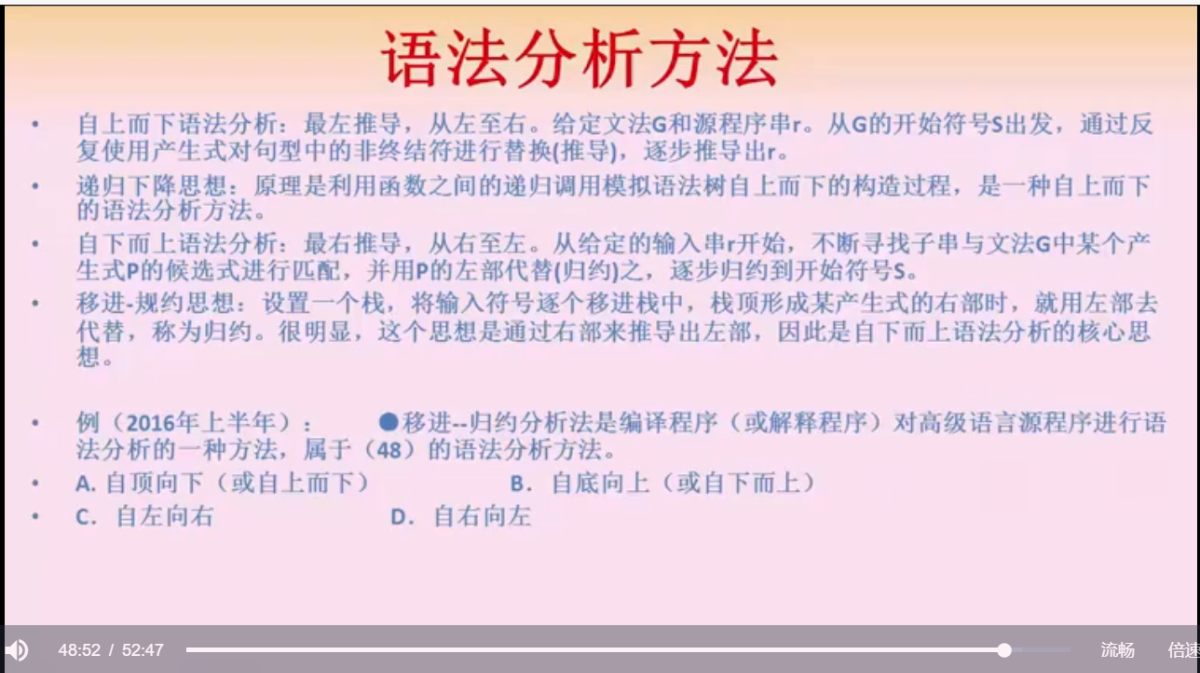 语法分析方法
• 自上而下语法分析：最左推导，从左至右。给定文法G和源程序串r。从G的开始符号S出发，通过反
复使用产生式对句型中的非终结符进行替换(推导)，逐步推导出r。
• 递归下降思想：原理是利用函数之间的递归调用模拟语法树自上而下的构造过程，是一种自上而下
的语法分析方法。
• 自下而上语法分析：最右推导，从右至左。从给定的输入串r开始，不断寻找子串与文法G中某个产
生式P的候选式进行匹配，并用P的左部代替(归约)之，逐步归约到开始符号S。
• 移进-规约思想：设置一个栈，将输入符号逐个移进栈中，栈顶形成某产生式的右部时，就用左部去
代替，称为归约。很明显，这个思想是通过右部来推导出左部，因此是自下而上语法分析的核心思
想。
• 例（2016年上半年）： ●移进--归约分析法是编译程序（或解释程序）对高级语言源程序进行语
法分析的一种方法，属于（48）的语法分析方法。
• A. 自顶向下（或自上而下） B．自底向上（或自下而上）
• C．自左向右 D．自右向左
48:52 / 52:47 流畅 倍速